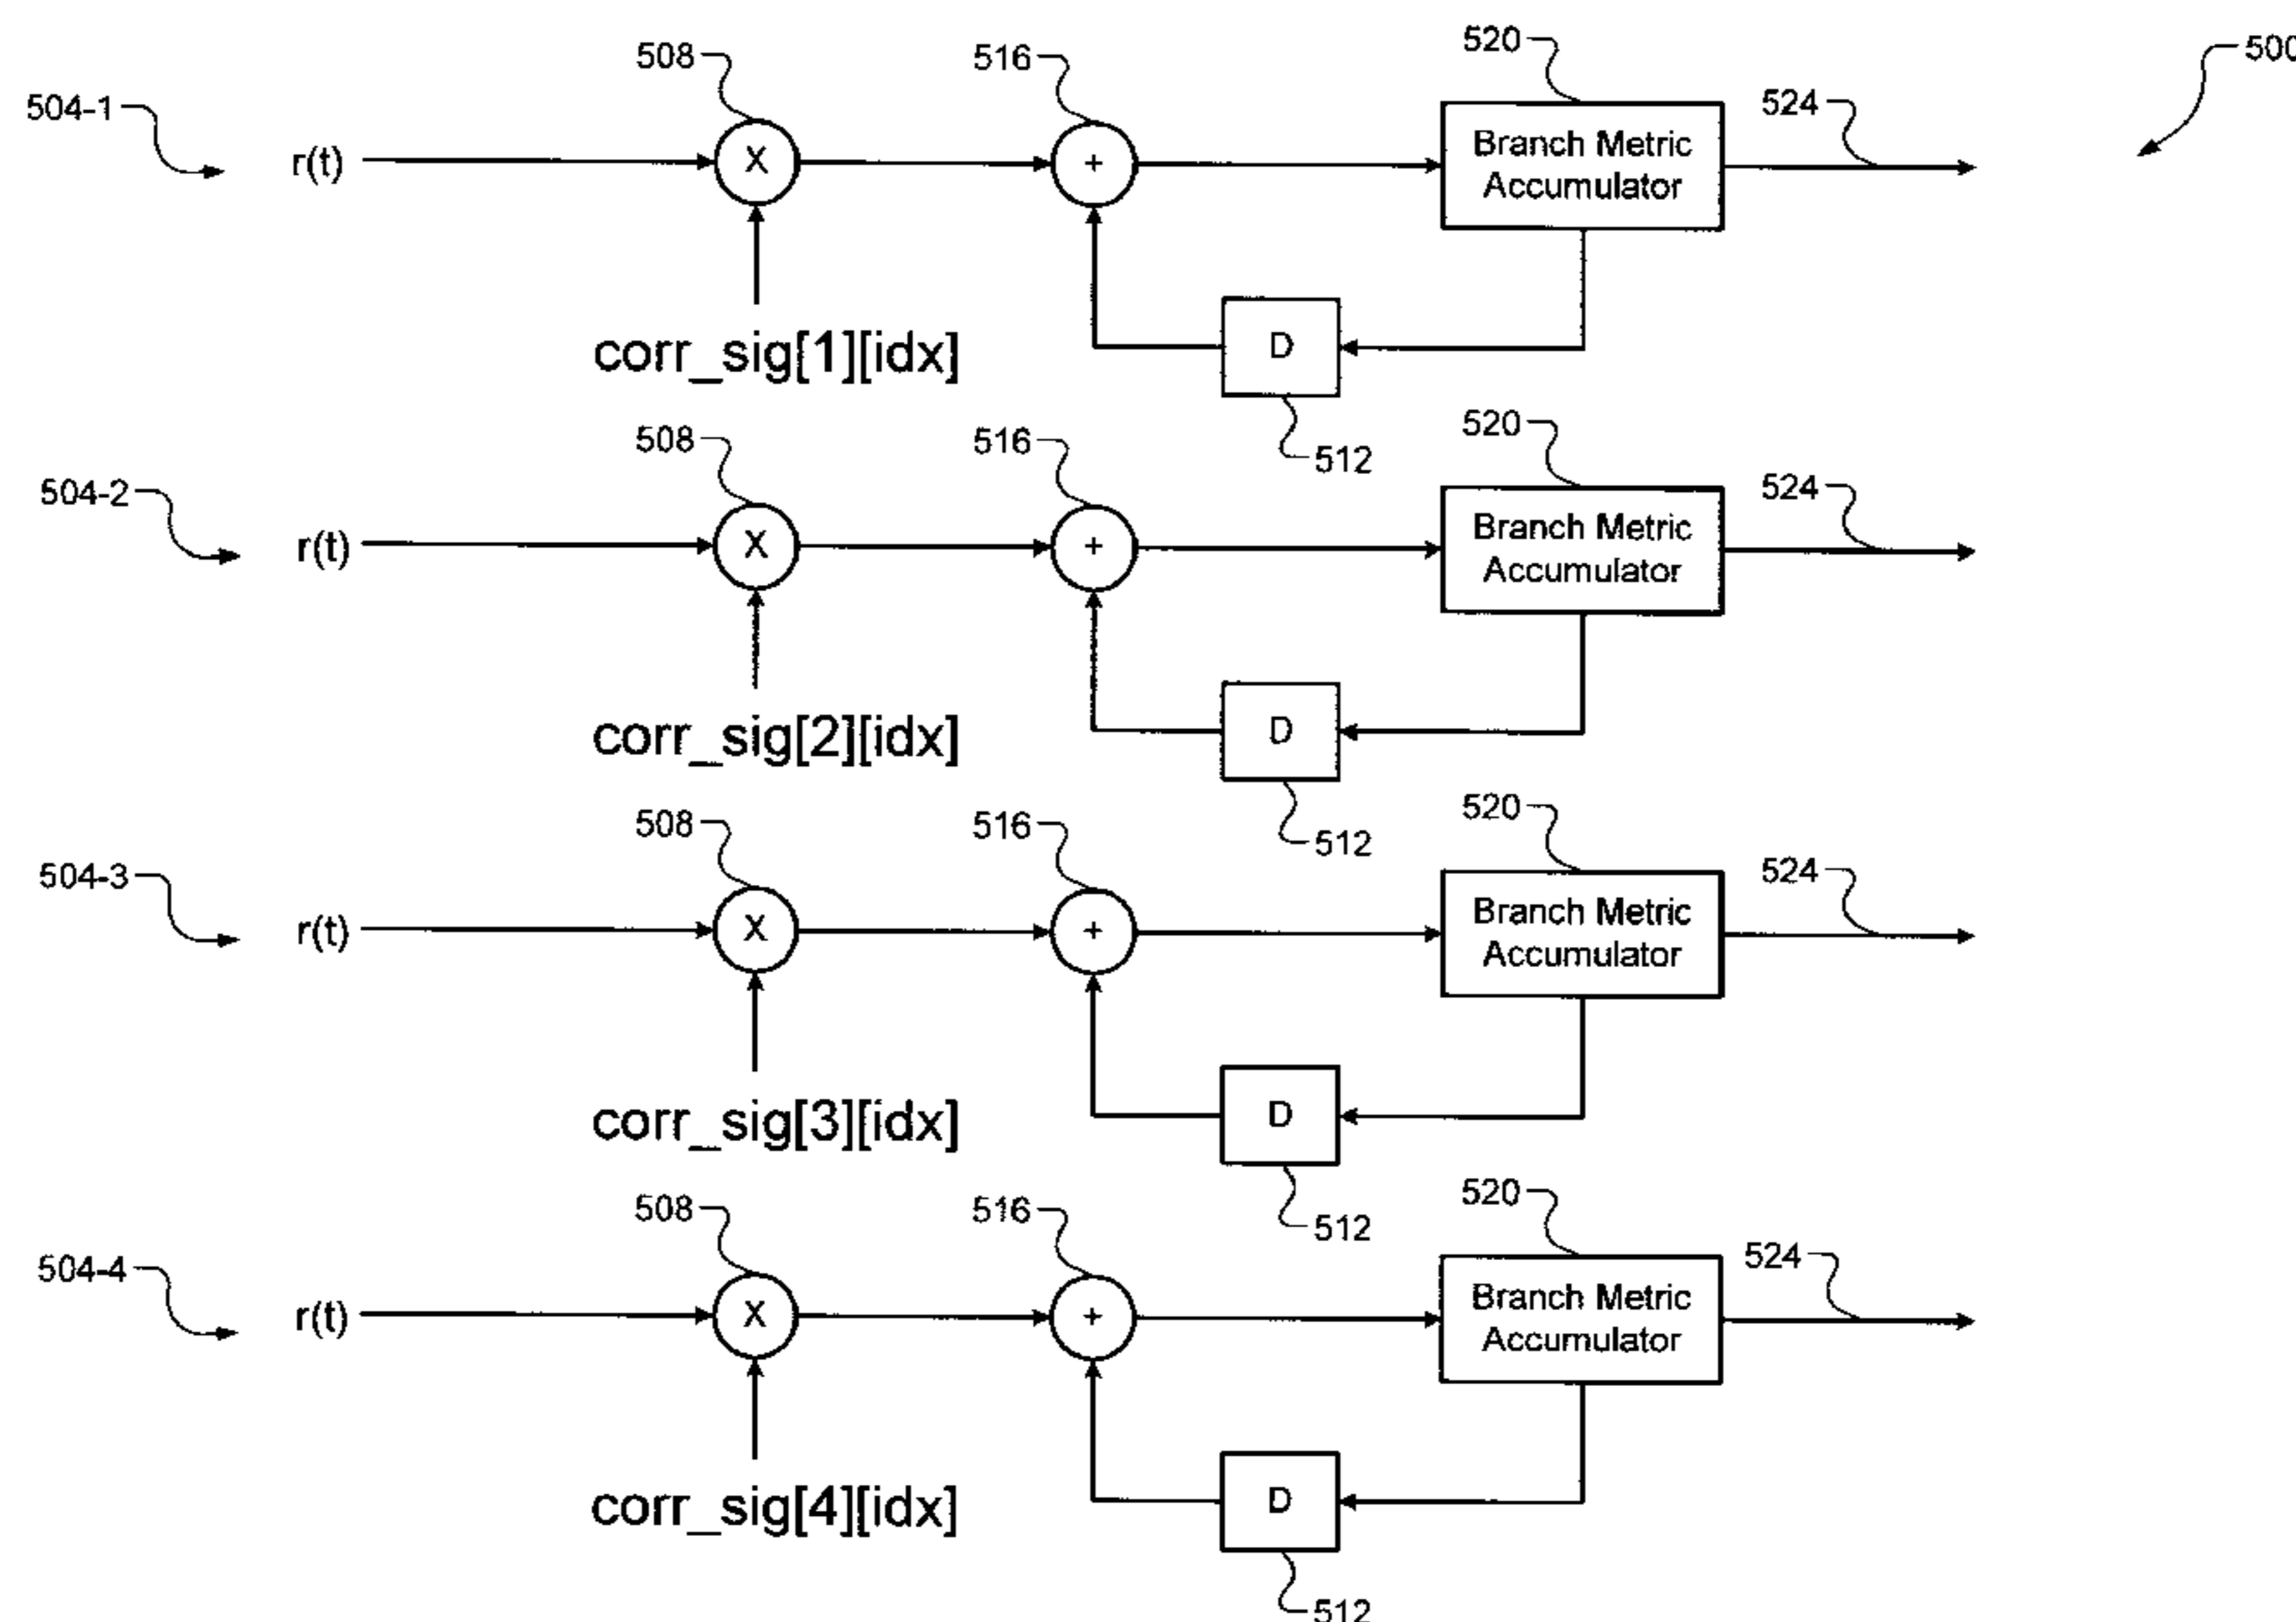 508
516
520
500
504-1
524
r(t)
X
+
Branch Metric
Accumulator
corr_sig[1][idx]
D
512
508
516
520
504-2
524
r(t)
X
+
Branch Metric
Accumulator
corr_sig[2][idx]
D
512
508
516
520
504-3
524
r(t)
X
+
Branch Metric
Accumulator
corr_sig[3][idx]
D
512
508
516
520
504-4
524
r(t)
X
+
Branch Metric
Accumulator
corr_sig[4][idx]
D
512